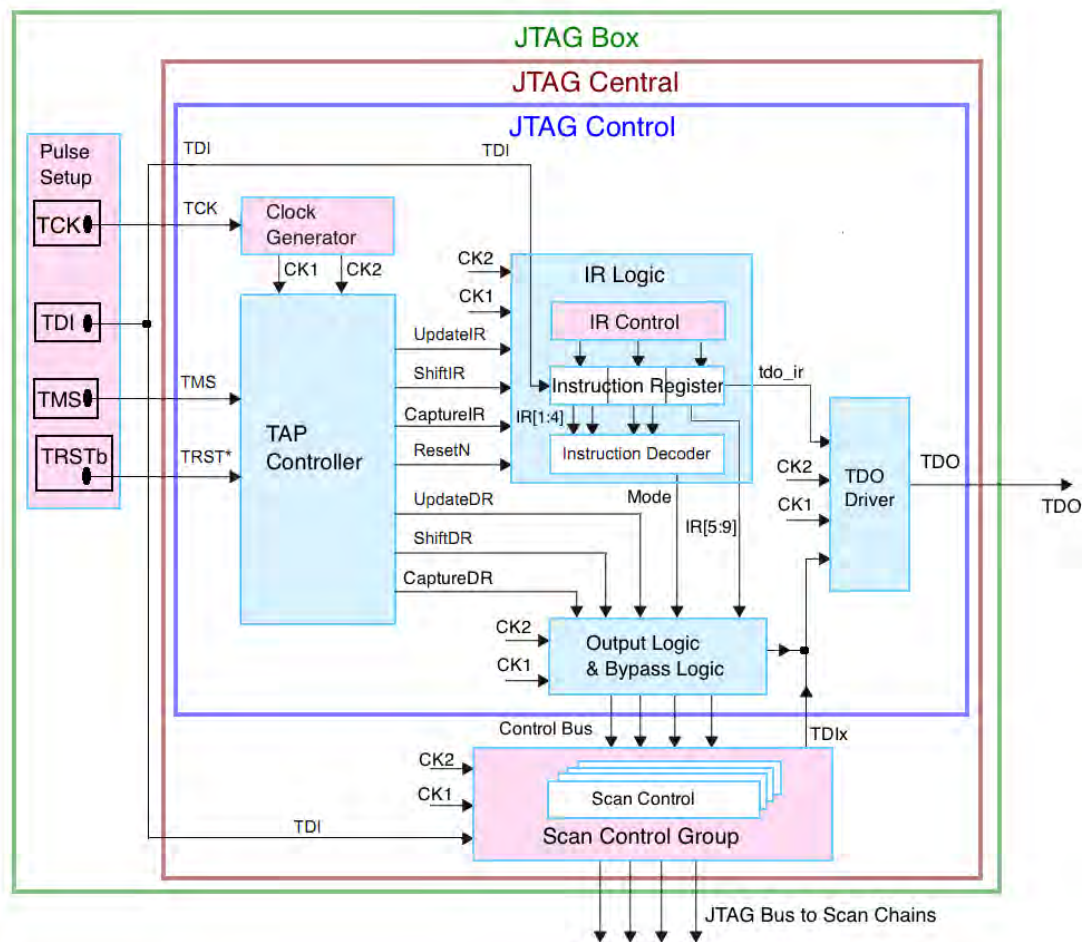 JTAG Box
JTAG Central
JTAG Control
Pulse
Setup
TCK
TDI
TMS
TRSTb
TDI
TDI
TCK
TMS
TRST*
Clock
Generator
CK1
CK2
TAP
Controller
UpdateIR
ShiftIR
CaptureIR
ResetN
UpdateDR
ShiftDR
CaptureDR
CK2
CK1
IR Logic
IR Control
Instruction Register
IR[1:4]
Instruction Decoder
Mode
IR[5:9]
tdo_ir
CK2
CK1
TDO
Driver
TDO
TDO
CK2
CK1
Output Logic
& Bypass Logic
Control Bus
TDIx
CK2
CK1
TDI
Scan Control
Scan Control Group
JTAG Bus to Scan Chains